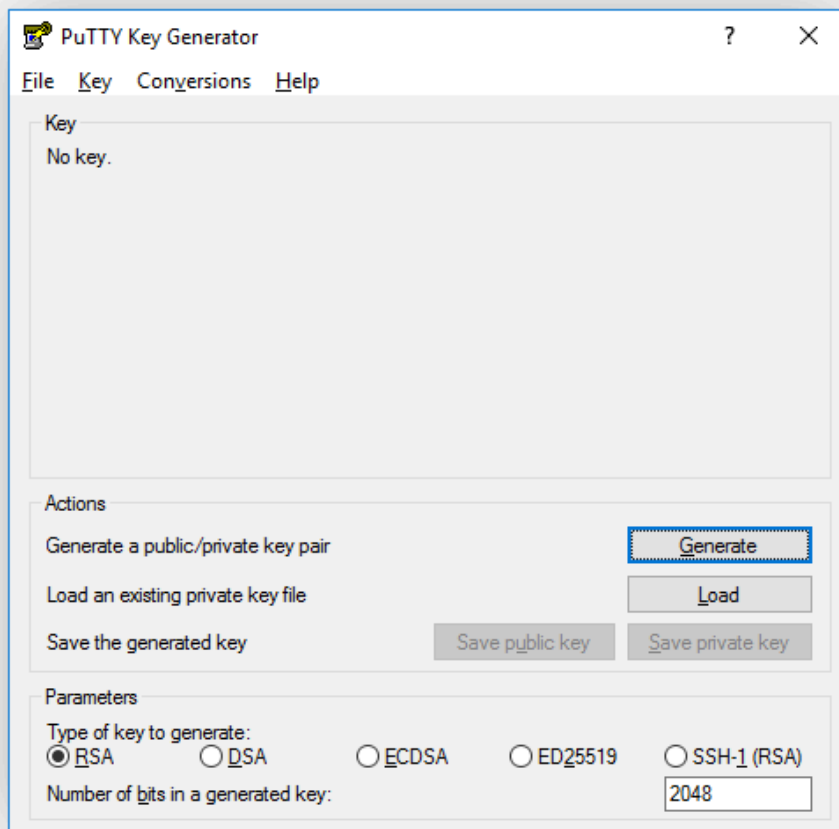 PuTTY Key Generator ?
File Key Conversions Help
Key
No key.
Actions
Generate a public/private key pair Generate
Load an existing private key file Load
Save the generated key Save public key Save private key
Parameters
Type of key to generate:
RSA DSA ECDSA ED25519 SSH-1 (RSA)
Number of bits in a generated key: 2048